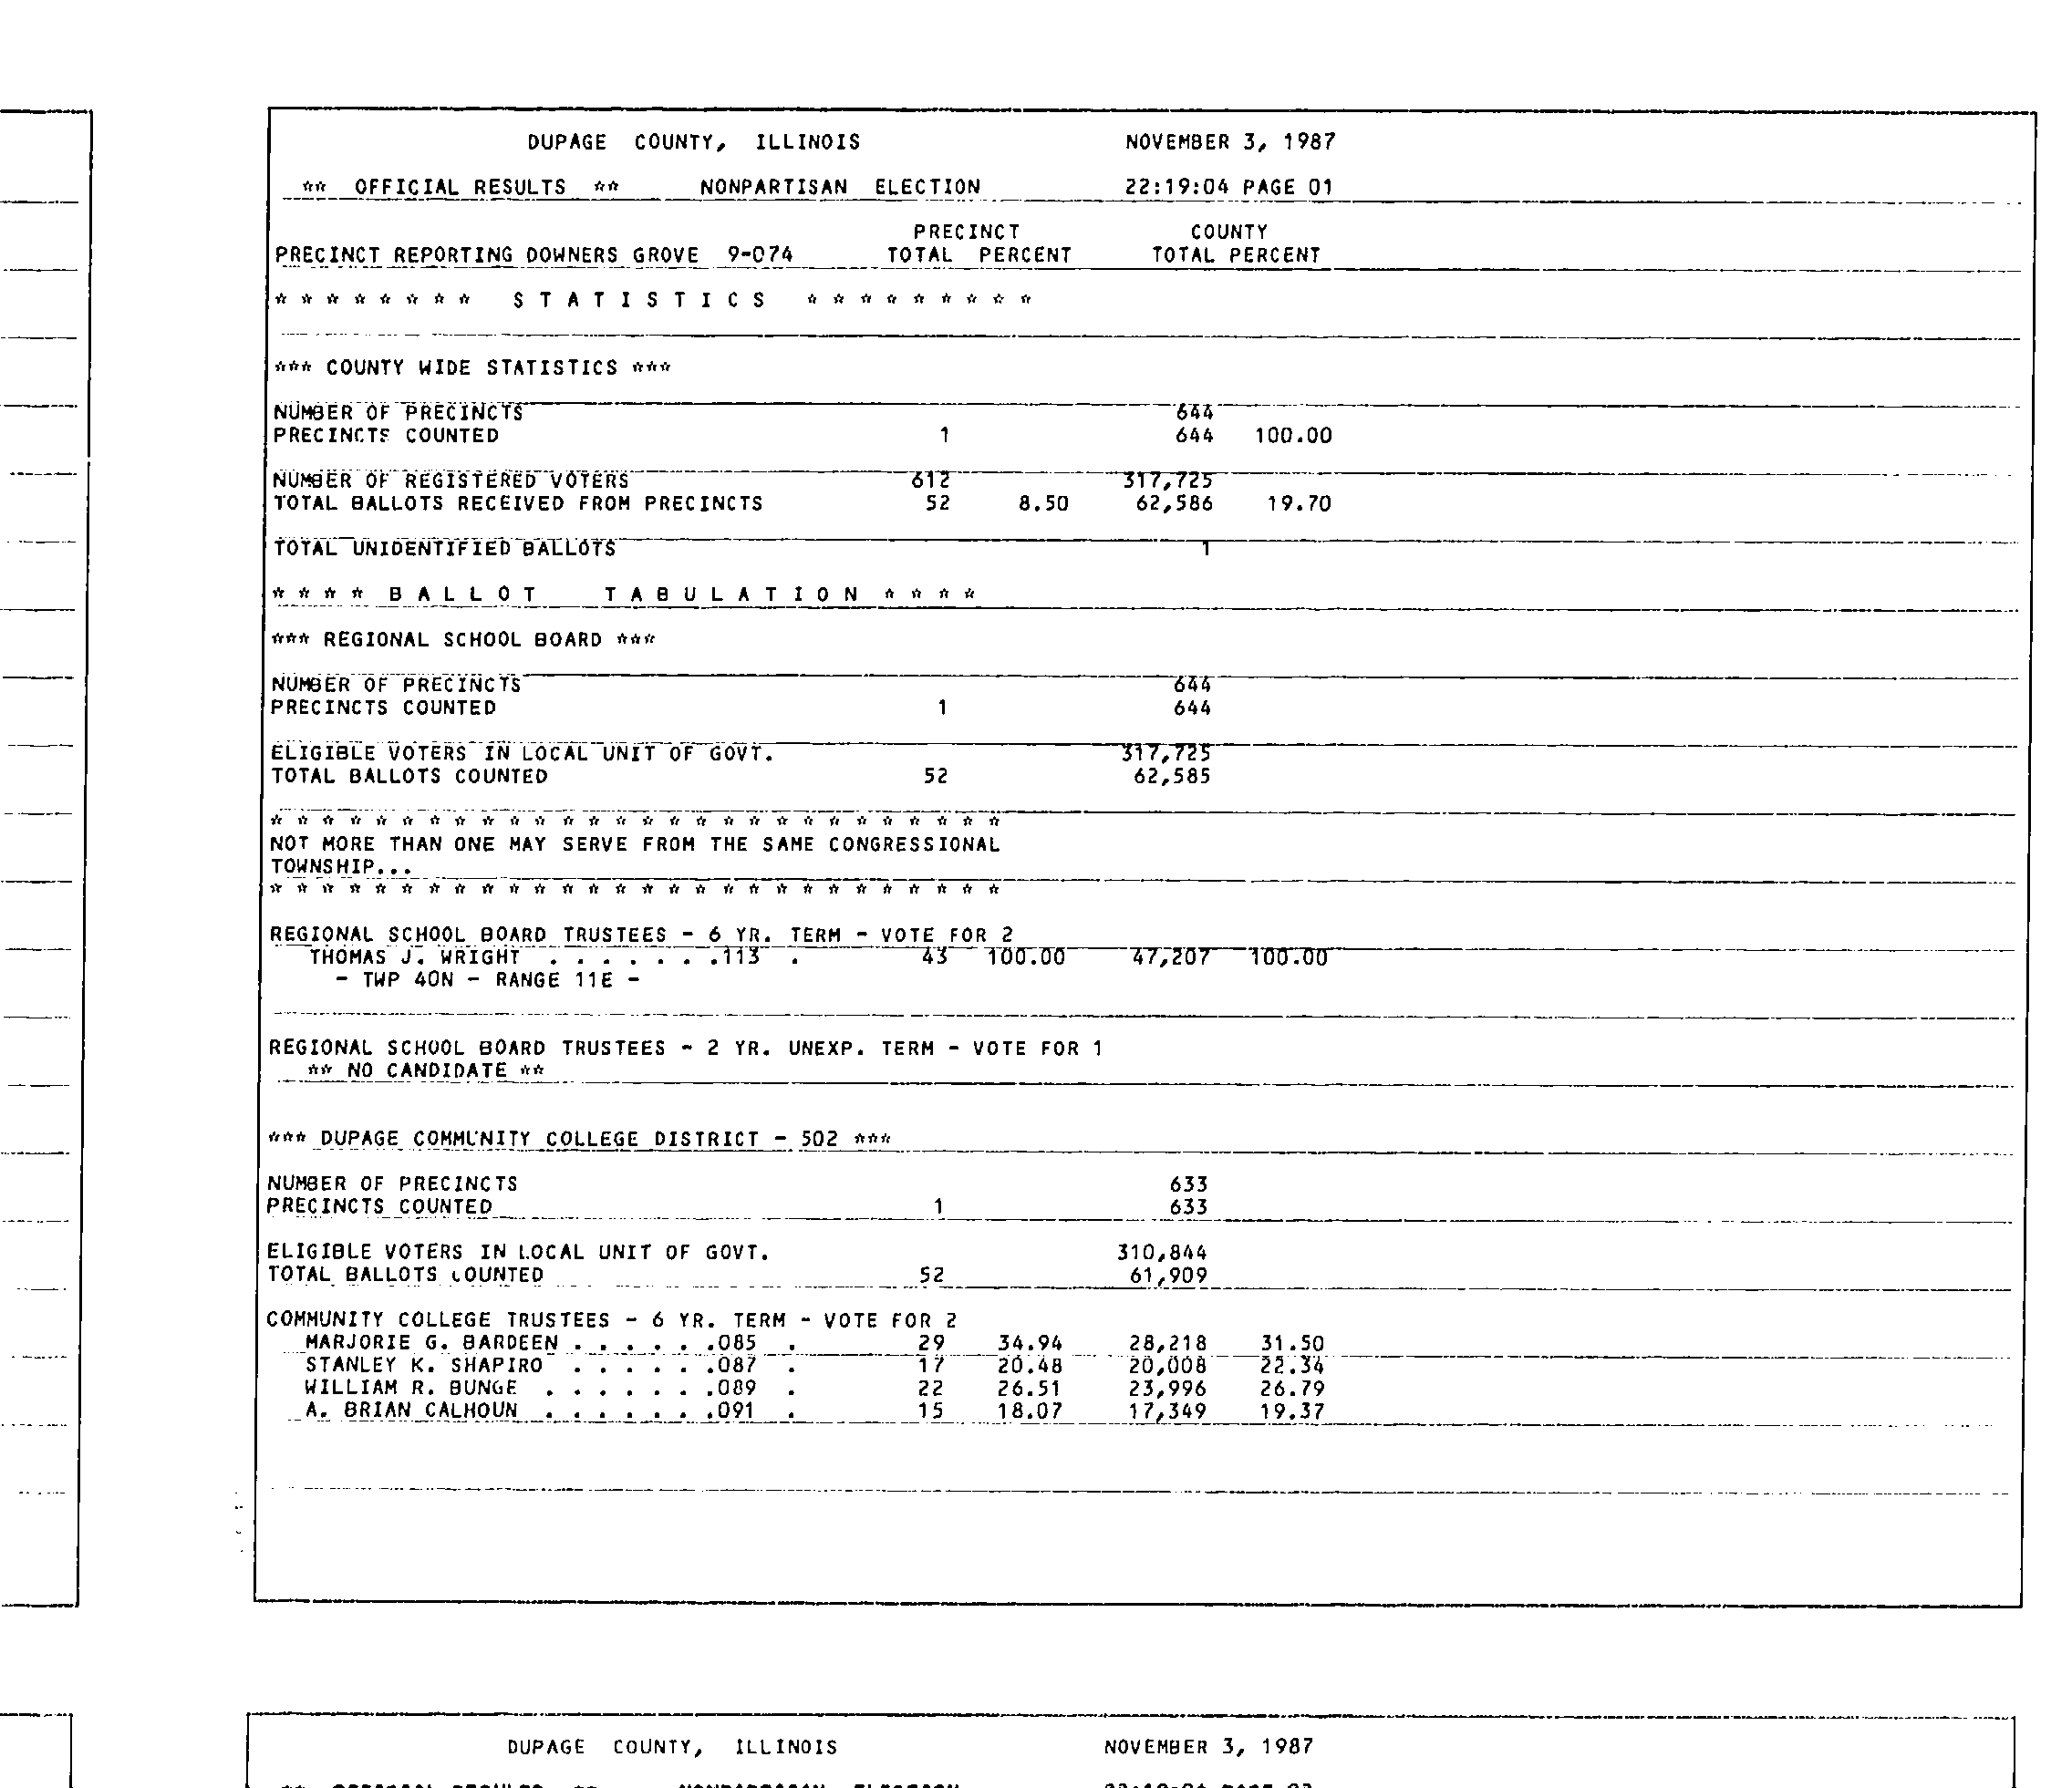 DUPAGE COUNTY, ILLINOIS NOVEMBER 3, 1987
** OFFICIAL RESULTS ** NONPARTISAN ELECTION 22:19:04 PAGE 01
PRECINCT COUNTY
PRECINCT REPORTING DOWNERS GROVE 9-074 TOTAL PERCENT TOTAL PERCENT
* * * * * * * * S T A T I S T I C S * * * * * * * * *
*** COUNTY WIDE STATISTICS ***
NUMBER OF PRECINCTS 644
PRECINCTS COUNTED 1 644 100.00
NUMBER OF REGISTERED VOTERS 612 317,725
TOTAL BALLOTS RECEIVED FROM PRECINCTS 52 8.50 62,586 19.70
TOTAL UNIDENTIFIED BALLOTS 1
* * * * B A L L O T T A B U L A T I O N * * * *
*** REGIONAL SCHOOL BOARD ***
NUMBER OF PRECINCTS 644
PRECINCTS COUNTED 1 644
ELIGIBLE VOTERS IN LOCAL UNIT OF GOVT. 317,725
TOTAL BALLOTS COUNTED 52 62,585
* * * * * * * * * * * * * * * * * * * * * * * * * * * *
NOT MORE THAN ONE MAY SERVE FROM THE SAME CONGRESSIONAL
TOWNSHIP...
* * * * * * * * * * * * * * * * * * * * * * * * * * * *
REGIONAL SCHOOL BOARD TRUSTEES - 6 YR. TERM - VOTE FOR 2
THOMAS J. WRIGHT . . . . . . .113 . 43 100.00 47,207 100.00
- TWP 40N - RANGE 11E -
REGIONAL SCHOOL BOARD TRUSTEES - 2 YR. UNEXP. TERM - VOTE FOR 1
** NO CANDIDATE **
*** DUPAGE COMMUNITY COLLEGE DISTRICT - 502 ***
NUMBER OF PRECINCTS 633
PRECINCTS COUNTED 1 633
ELIGIBLE VOTERS IN LOCAL UNIT OF GOVT. 310,844
TOTAL BALLOTS COUNTED 52 61,909
COMMUNITY COLLEGE TRUSTEES - 6 YR. TERM - VOTE FOR 2
MARJORIE G. BARDEEN . . . . . .085 . 29 34.94 28,218 31.50
STANLEY K. SHAPIRO . . . . . .087 . 17 20.48 20,008 22.34
WILLIAM R. BUNGE . . . . . . .089 . 22 26.51 23,996 26.79
A. BRIAN CALHOUN . . . . . . .091 . 15 18.07 17,349 19.37
DUPAGE COUNTY, ILLINOIS NOVEMBER 3, 1987